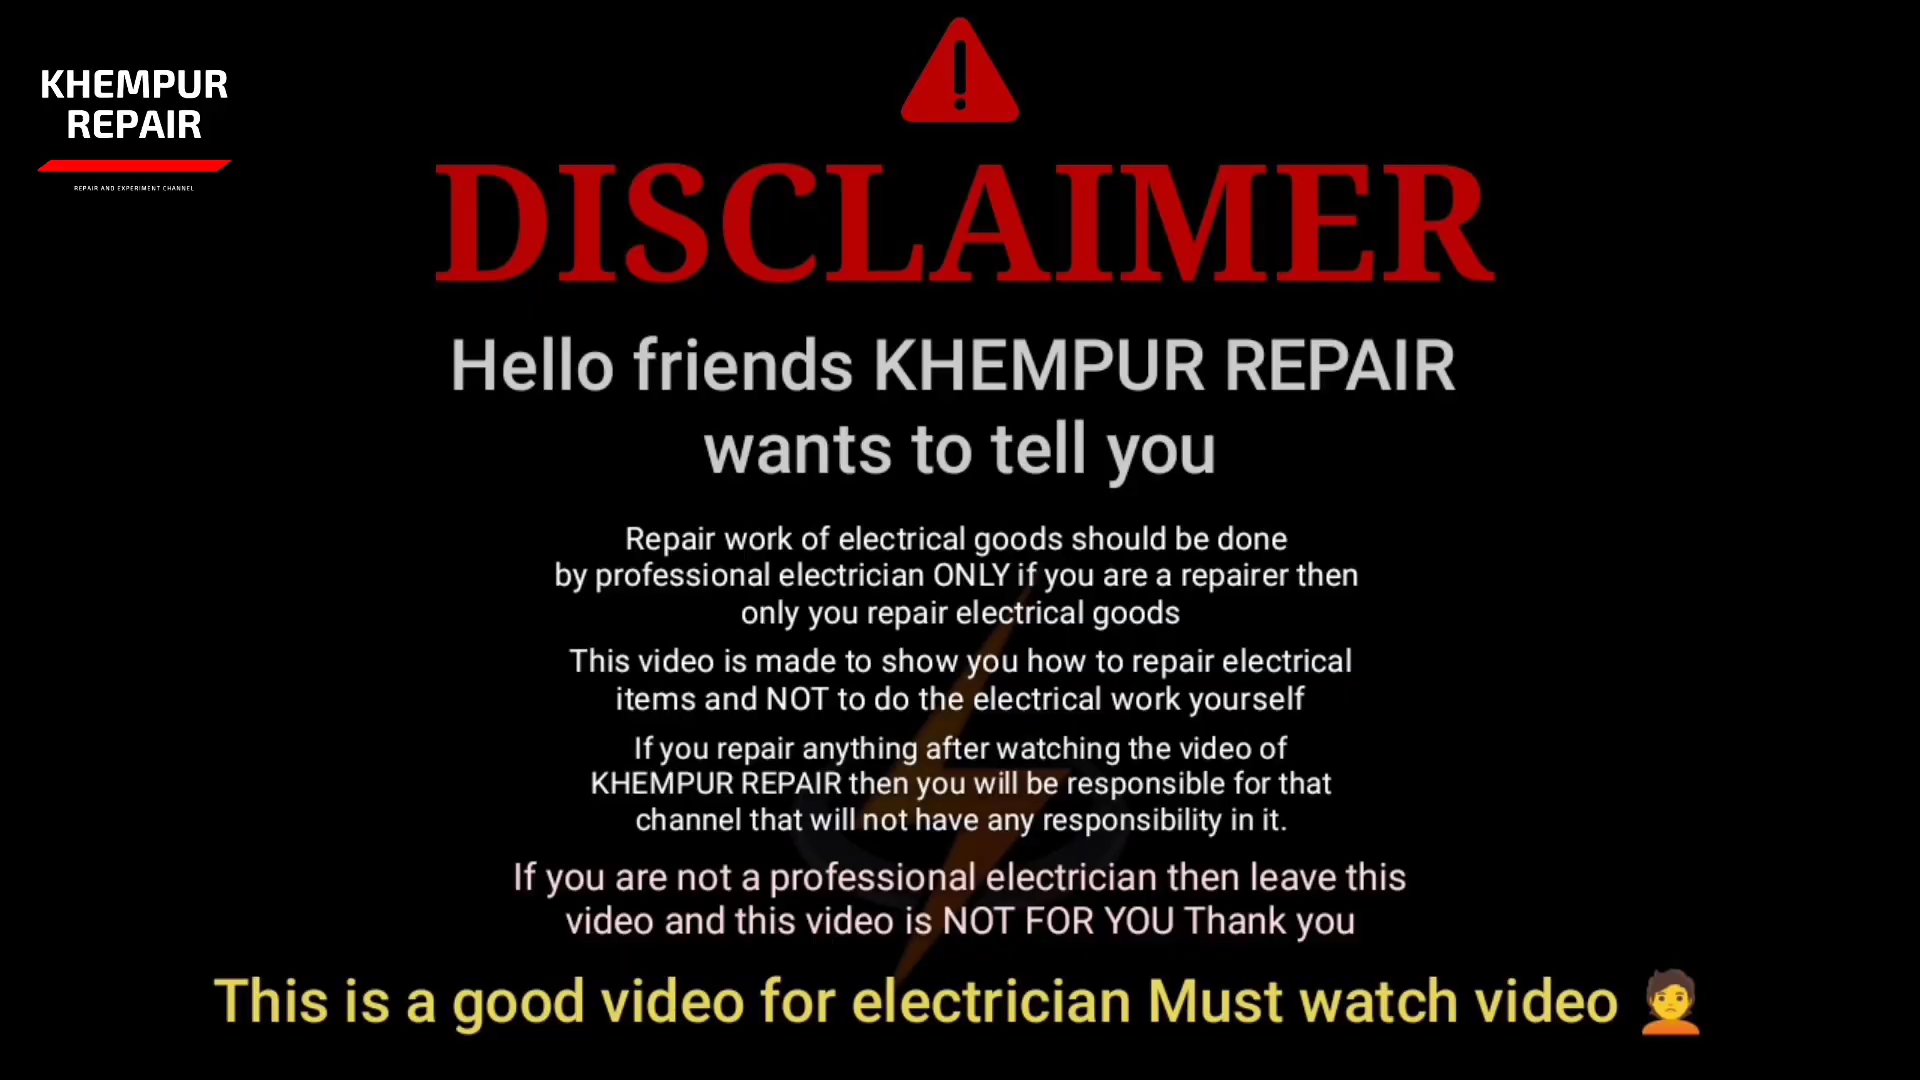 KHEMPUR
REPAIR
REPAIR AND EXPERIMENT CHANNEL
DISCLAIMER
Hello friends KHEMPUR REPAIR
wants to tell you
Repair work of electrical goods should be done
by professional electrician ONLY if you are a repairer then
only you repair electrical goods
This video is made to show you how to repair electrical
items and NOT to do the electrical work yourself
If you repair anything after watching the video of
KHEMPUR REPAIR then you will be responsible for that
channel that will not have any responsibility in it.
If you are not a professional electrician then leave this
video and this video is NOT FOR YOU Thank you
This is a good video for electrician Must watch video 🙍